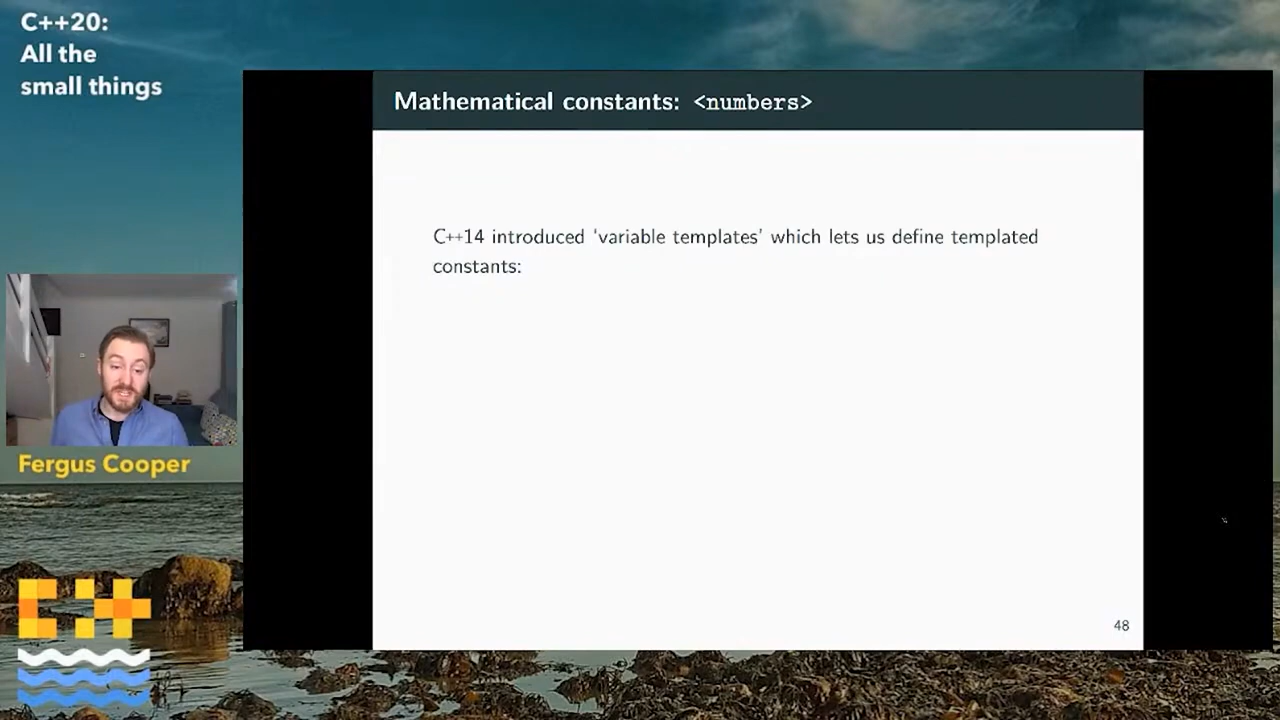 C++20:
All the
small things
Mathematical constants: <numbers>
C++14 introduced ‘variable templates’ which lets us define templated
constants:
Fergus Cooper
48